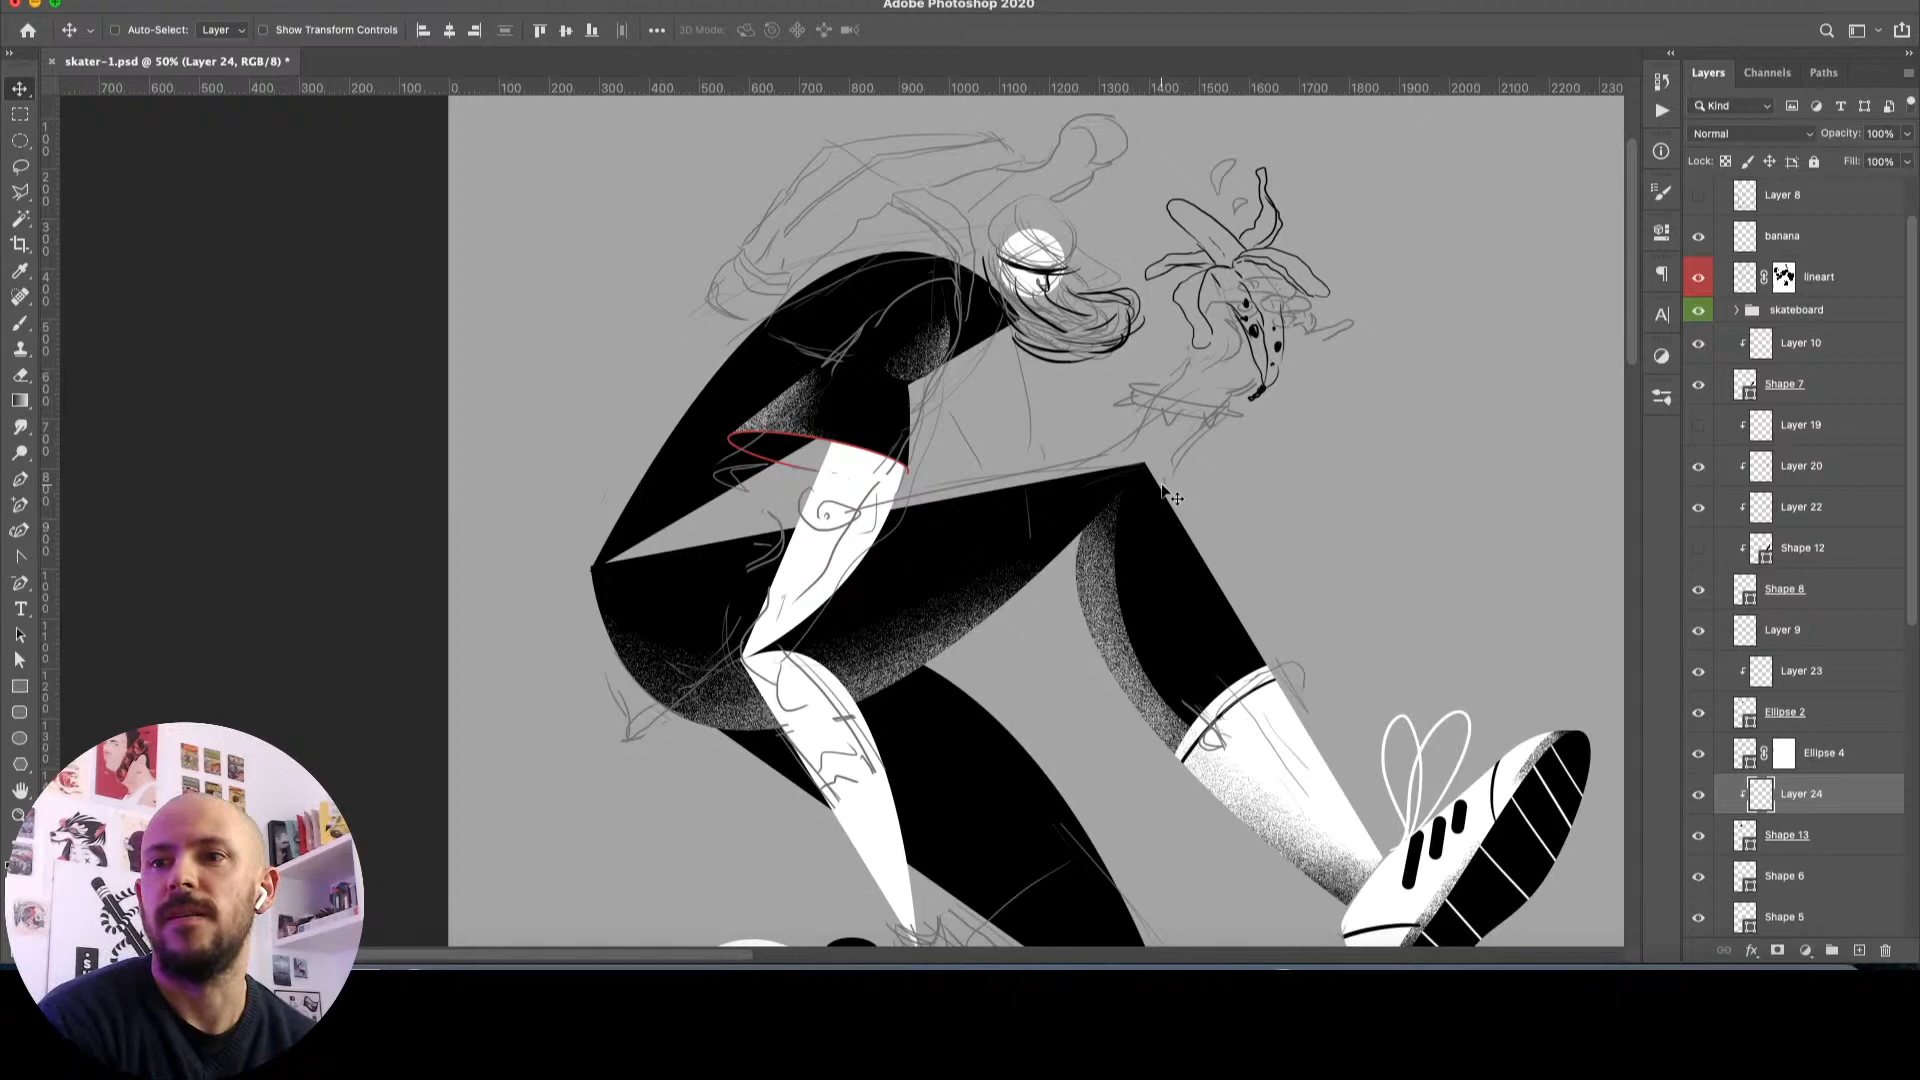 Adobe Photoshop 2020
Auto-Select: Layer Show Transform Controls 3D Mode:
skater-1.psd @ 50% (Layer 24, RGB/8) *
700 600 500 400 300 200 100 0 100 200 300 400 500 600 700 800 900 1000 1100 1200 1300 1400 1500 1600 1700 1800 1900 2000 2100 2200 230
Layers Channels Paths
Kind
Normal Opacity: 100%
Lock: Fill: 100%
Layer 8
banana
lineart
skateboard
Layer 10
Shape 7
Layer 19
Layer 20
Layer 22
Shape 12
Shape 8
Layer 9
Layer 23
Ellipse 2
Ellipse 4
Layer 24
Shape 13
Shape 6
Shape 5